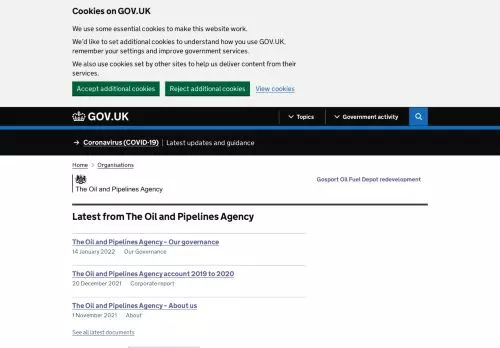 Cookies on GOV.UK
We use some essential cookies to make this website work.
We'd like to set additional cookies to understand how you use GOV.UK,
remember your settings and improve government services.
We also use cookies set by other sites to help us deliver content from their
services.
Accept additional cookies
Reject additional cookies
View cookies
GOV.UK
Topics
Government activity
Coronavirus (COVID-19)
Latest updates and guidance
Home
Organisations
The Oil and Pipelines Agency
Gosport Oil Fuel Depot redevelopment
Latest from The Oil and Pipelines Agency
The Oil and Pipelines Agency – Our governance
14 January 2022 Our Governance
The Oil and Pipelines Agency account 2019 to 2020
20 December 2021 Corporate report
The Oil and Pipelines Agency – About us
1 November 2021 About
See all latest documents